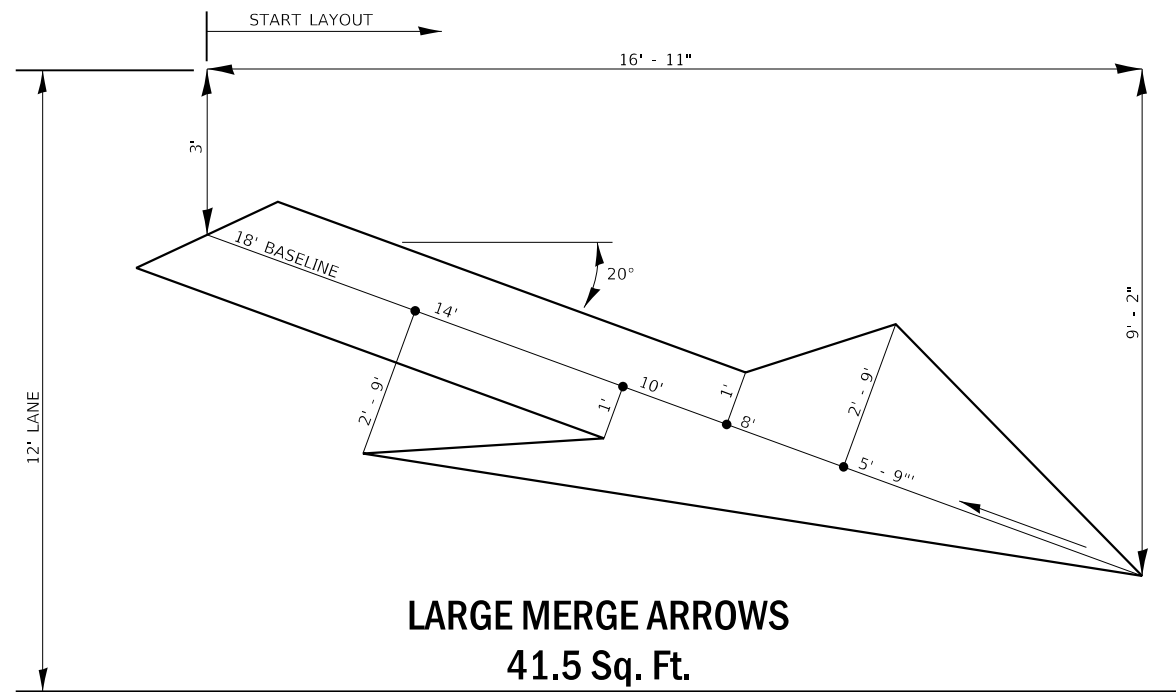 START LAYOUT
16' - 11"
3'
18' BASELINE
20°
14'
9' - 2"
2' - 9'
10'
1'
1'
8'
2' - 9'
5' - 9"'
12' LANE
LARGE MERGE ARROWS
41.5 Sq. Ft.